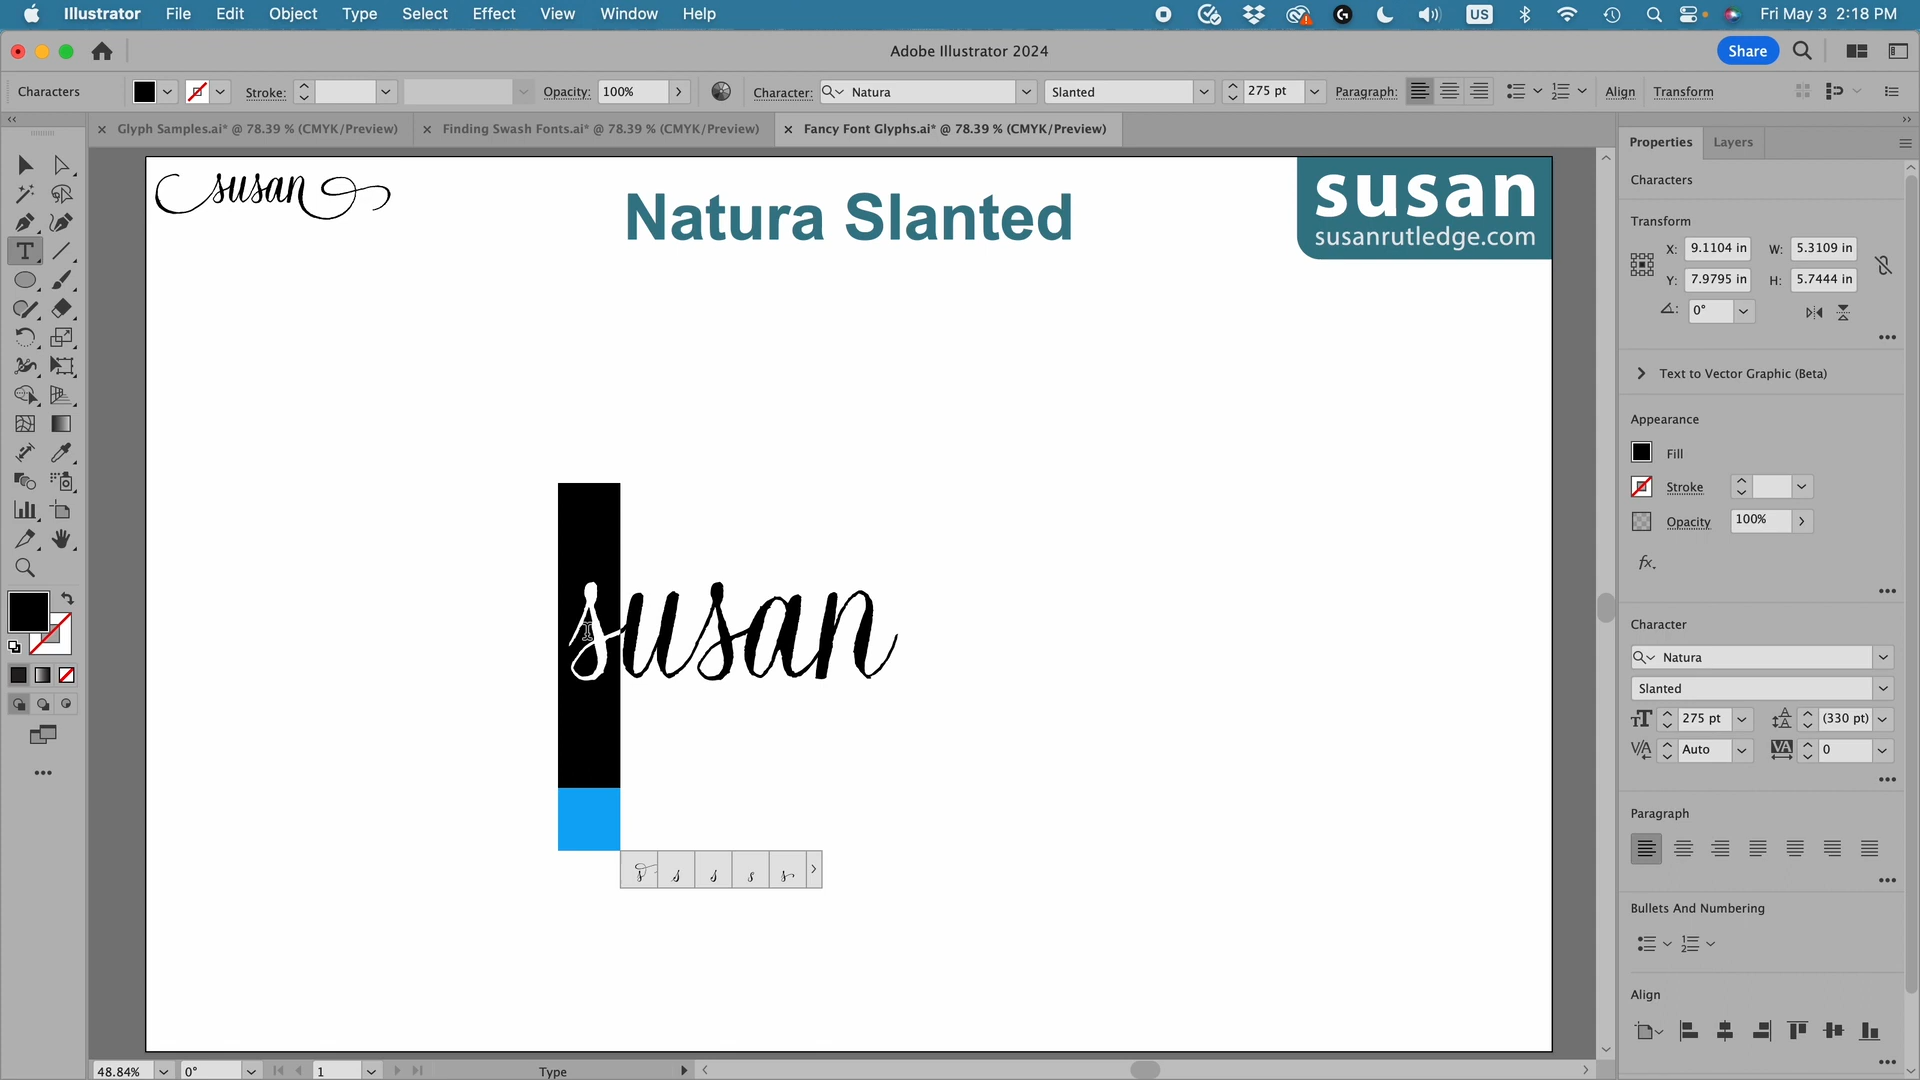 Illustrator File Edit Object Type Select Effect View Window Help US Fri May 3 2:18 PM
Adobe Illustrator 2024 Share
Characters Stroke: Opacity: 100% Character: Natura Slanted 275 pt Paragraph: Align Transform
Glyph Samples.ai* @ 78.39 % (CMYK/Preview) Finding Swash Fonts.ai* @ 78.39 % (CMYK/Preview) Fancy Font Glyphs.ai* @ 78.39 % (CMYK/Preview)
susan
Natura Slanted
susan
susanrutledge.com
susan
s s s s s
Properties Layers
Characters
Transform
X: 9.1104 in W: 5.3109 in
Y: 7.9795 in H: 5.7444 in
0°
Text to Vector Graphic (Beta)
Appearance
Fill
Stroke
Opacity 100%
fx.
Character
Natura
Slanted
275 pt (330 pt)
Auto 0
Paragraph
Bullets And Numbering
Align
48.84% 0° 1 Type